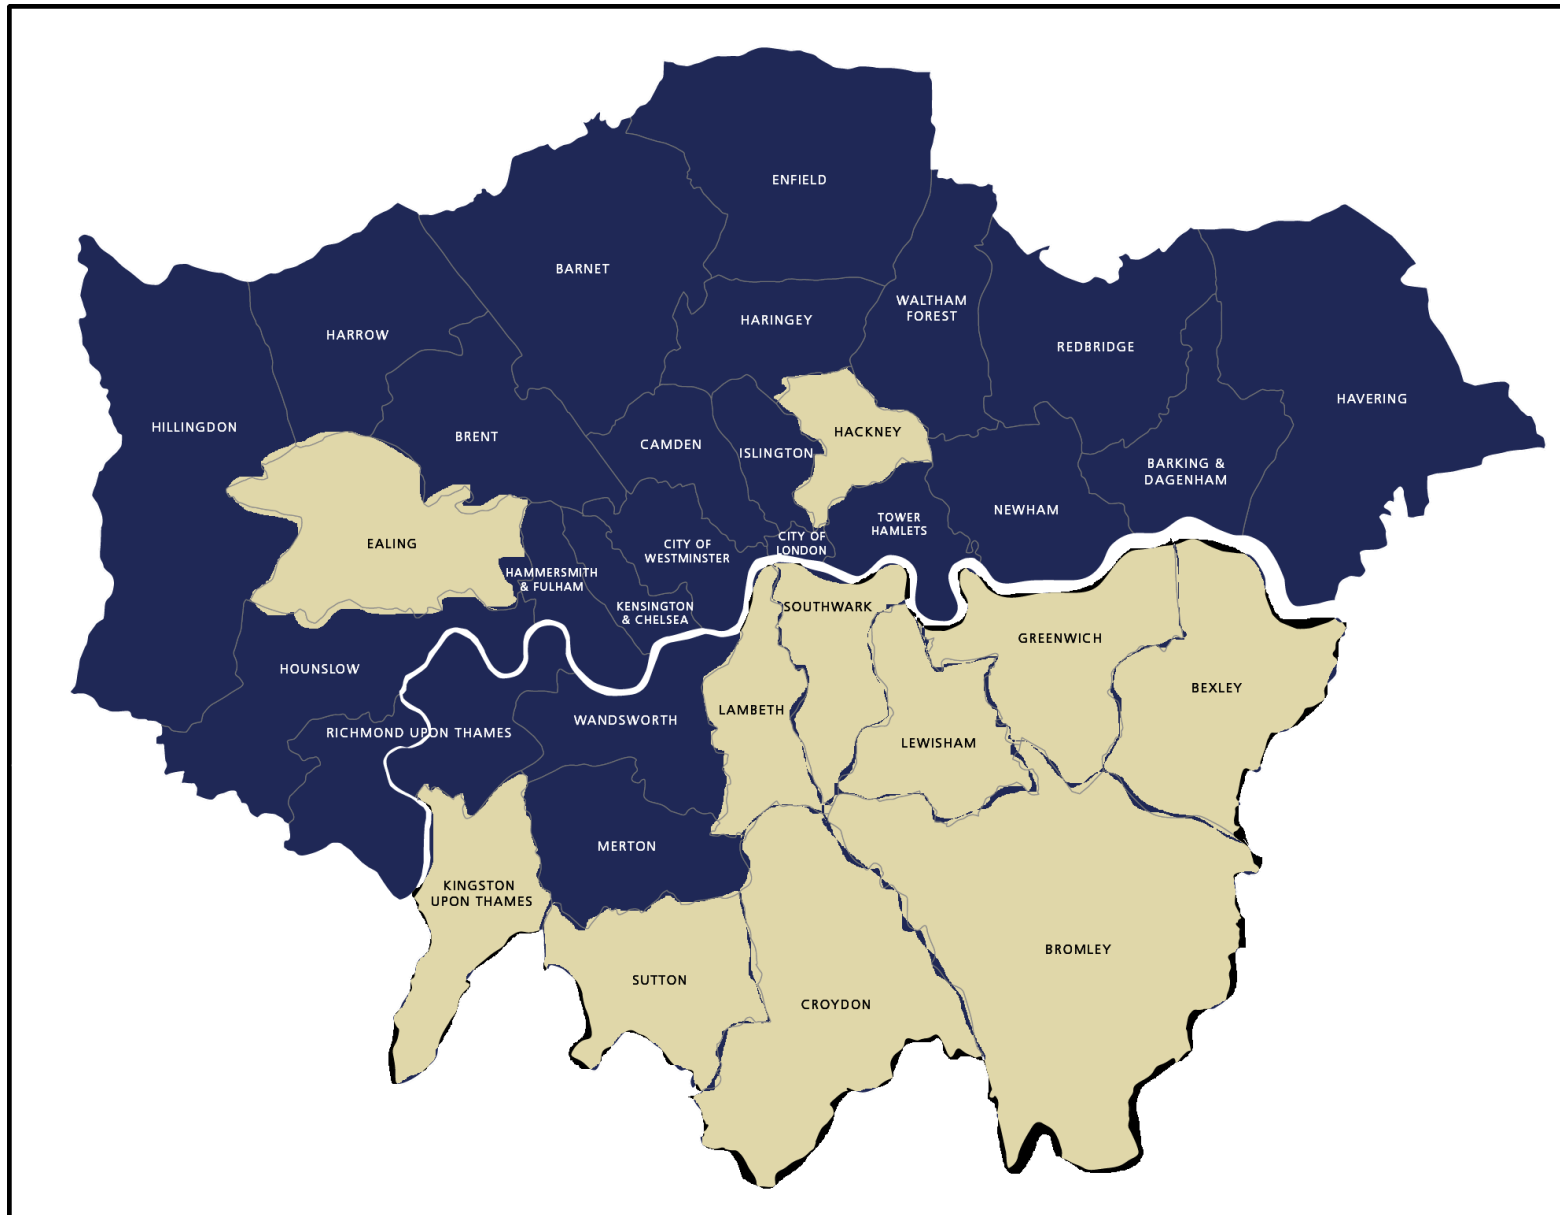 ENFIELD
BARNET
WALTHAM
FOREST
HARINGEY
HARROW
REDBRIDGE
HAVERING
HILLINGDON
BRENT
HACKNEY
CAMDEN
ISLINGTON
BARKING &
DAGENHAM
NEWHAM
TOWER
HAMLETS
CITY OF
LONDON
EALING
CITY OF
WESTMINSTER
HAMMERSMITH
& FULHAM
KENSINGTON
& CHELSEA
SOUTHWARK
GREENWICH
HOUNSLOW
BEXLEY
LAMBETH
WANDSWORTH
RICHMOND UPON THAMES
LEWISHAM
MERTON
KINGSTON
UPON THAMES
BROMLEY
SUTTON
CROYDON